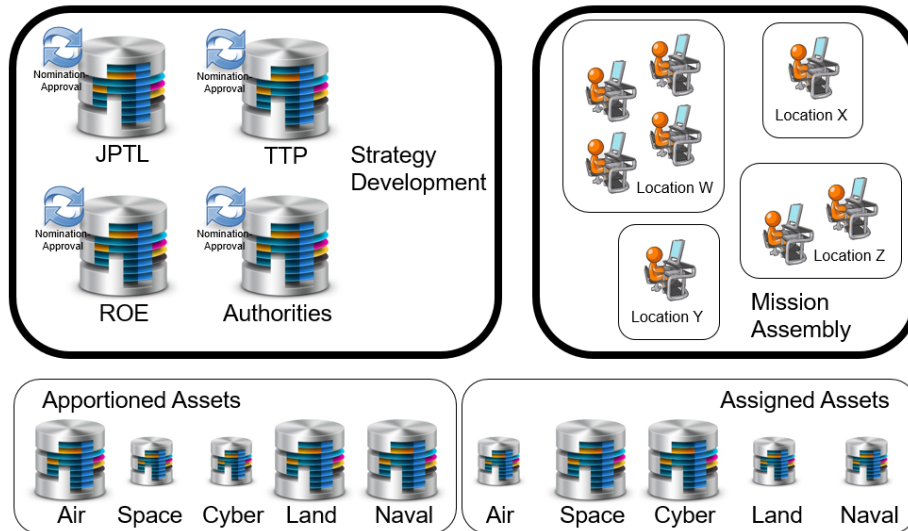 Nomination-
Approval
JPTL
Nomination-
Approval
TTP
Strategy
Development
Nomination-
Approval
ROE
Nomination-
Approval
Authorities
Location W
Location X
Location Y
Location Z
Mission
Assembly
Apportioned Assets
Air
Space
Cyber
Land
Naval
Assigned Assets
Air
Space
Cyber
Land
Naval